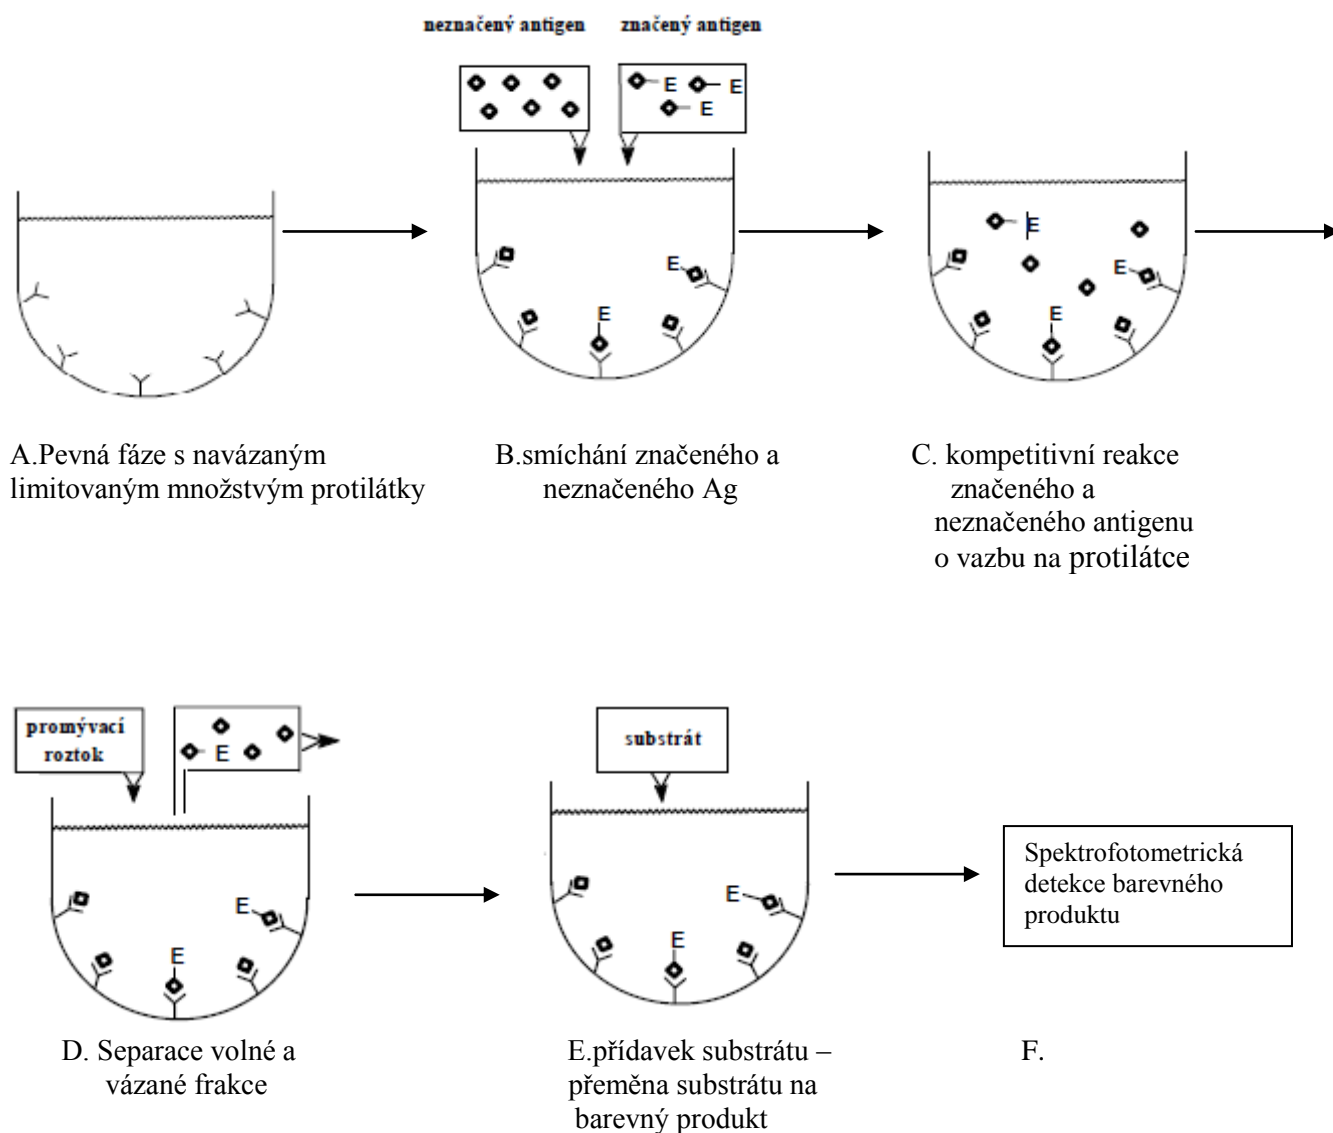 neznačený antigen
značený antigen
E
E
E
E
E
E
E
E
A.Pevná fáze s navázaným
limitovaným množstvým protilátky
B.smíchání značeného a
neznačeného Ag
C. kompetitivní reakce
značeného a
neznačeného antigenu
o vazbu na protilátce
promývací
roztok
E
E
E
substrát
E
E
Spektrofotometrická
detekce barevného
produktu
D. Separace volné a
vázané frakce
E.přídavek substrátu –
přeměna substrátu na
barevný produkt
F.